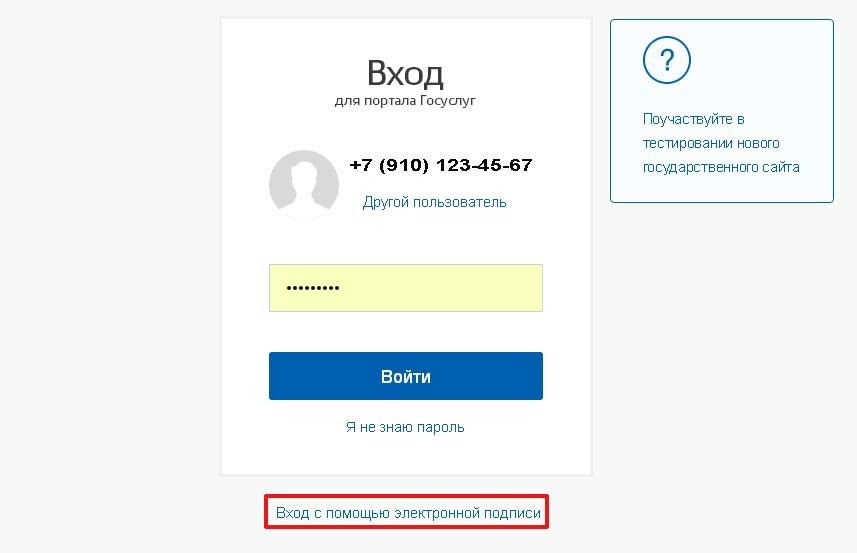 Вход
для портала Госуслуг
+7 (910) 123-45-67
Другой пользователь
•••••••••
Войти
Я не знаю пароль
Вход с помощью электронной подписи
?
Поучаствуйте в
тестировании нового
государственного сайта